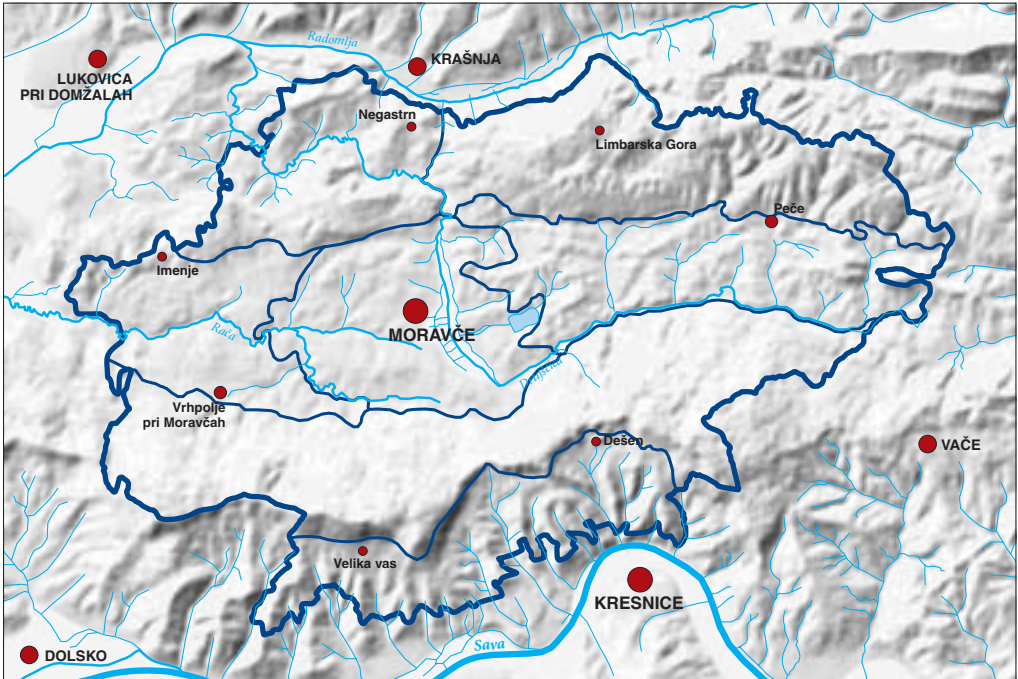 Radomlja
KRAŠNJA
LUKOVICA
PRI DOMŽALAH
Negastrn
Limbarska Gora
Peče
Imenje
MORAVČE
Rača
Drtijščica
Vrhpolje
pri Moravčah
Dešen
VAČE
Velika vas
KRESNICE
Sava
DOLSKO